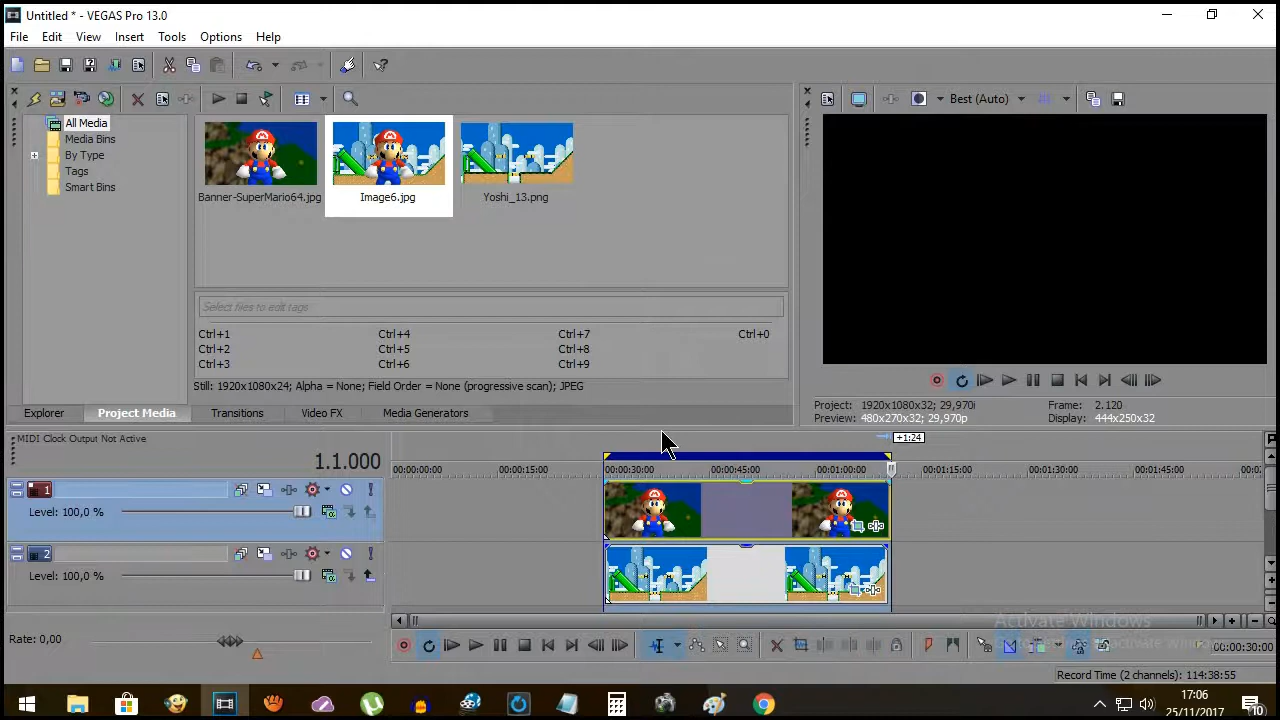 Untitled * - VEGAS Pro 13.0
File Edit View Insert Tools Options Help
Best (Auto)
All Media
Media Bins
By Type
Tags
Smart Bins
Banner-SuperMario64.jpg Image6.jpg Yoshi_13.png
Select files to edit tags
Ctrl+1 Ctrl+4 Ctrl+7 Ctrl+0
Ctrl+2 Ctrl+5 Ctrl+8
Ctrl+3 Ctrl+6 Ctrl+9
Still: 1920x1080x24; Alpha = None; Field Order = None (progressive scan); JPEG
Explorer Project Media Transitions Video FX Media Generators
Project: 1920x1080x32; 29,970i Frame: 2.120
Preview: 480x270x32; 29,970p Display: 444x250x32
MIDI Clock Output Not Active
1.1.000
+1:24
00:00:00:00 00:00:15:00 00:00:30:00 00:00:45:00 00:01:00:00 00:01:15:00 00:01:30:00 00:01:45:00
1
Level: 100,0 %
2
Level: 100,0 %
Rate: 0,00
Activate Windows
00:00:30:00
Record Time (2 channels): 114:38:55
17:06
25/11/2017
10